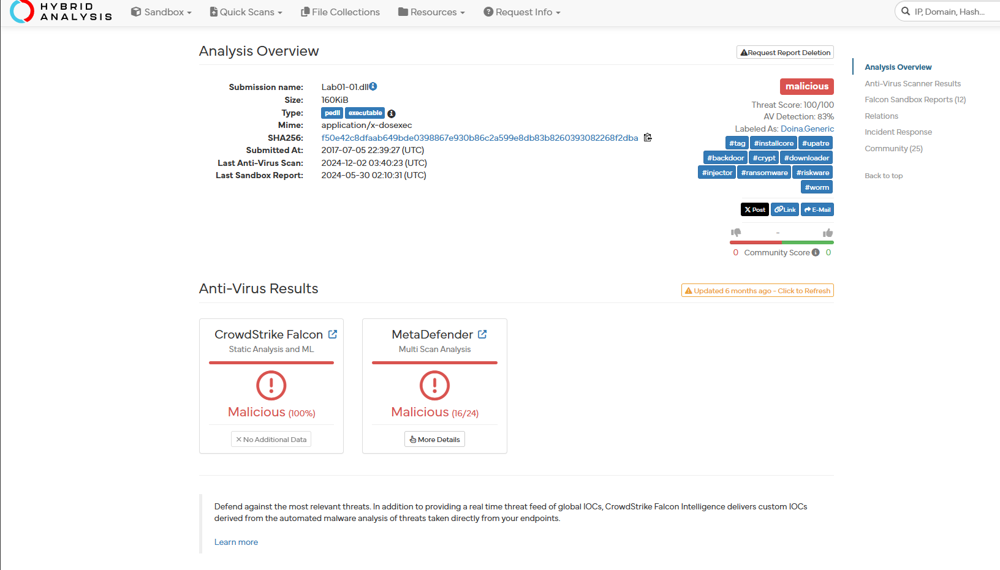 HYBRID
ANALYSIS
Sandbox
Quick Scans
File Collections
Resources
Request Info
IP, Domain, Hash...
Analysis Overview
Request Report Deletion
Submission name: Lab01-01.dll
Size: 160KiB
Type: pedll executable
Mime: application/x-dosexec
SHA256: f50e42c8dfaab649bde0398867e930b86c2a599e8db83b8260393082268f2dba
Submitted At: 2017-07-05 22:39:27 (UTC)
Last Anti-Virus Scan: 2024-12-02 03:40:23 (UTC)
Last Sandbox Report: 2024-05-30 02:10:31 (UTC)
malicious
Threat Score: 100/100
AV Detection: 83%
Labeled As: Doina.Generic
#tag #installcore #upatre
#backdoor #crypt #downloader
#injector #ransomware #riskware
#worm
Post Link E-Mail
-
0 Community Score 0
Analysis Overview
Anti-Virus Scanner Results
Falcon Sandbox Reports (12)
Relations
Incident Response
Community (25)
Back to top
Anti-Virus Results
Updated 6 months ago - Click to Refresh
CrowdStrike Falcon
Static Analysis and ML
Malicious (100%)
No Additional Data
MetaDefender
Multi Scan Analysis
Malicious (16/24)
More Details
Defend against the most relevant threats. In addition to providing a real time threat feed of global IOCs, CrowdStrike Falcon Intelligence delivers custom IOCs
derived from the automated malware analysis of threats taken directly from your endpoints.
Learn more